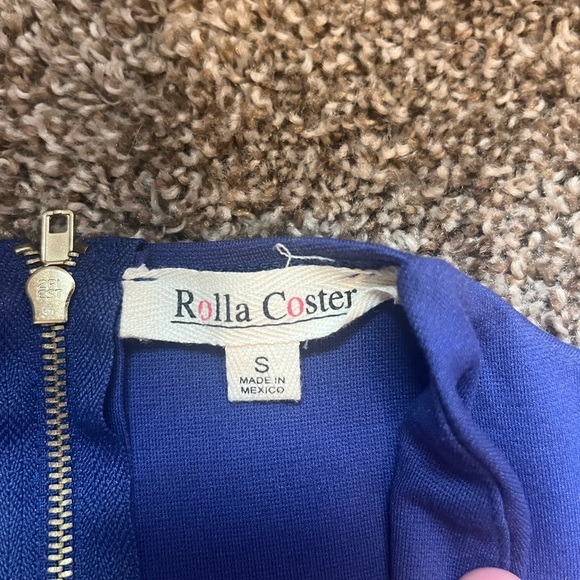 Rolla Coster
S
MADE IN
MEXICO